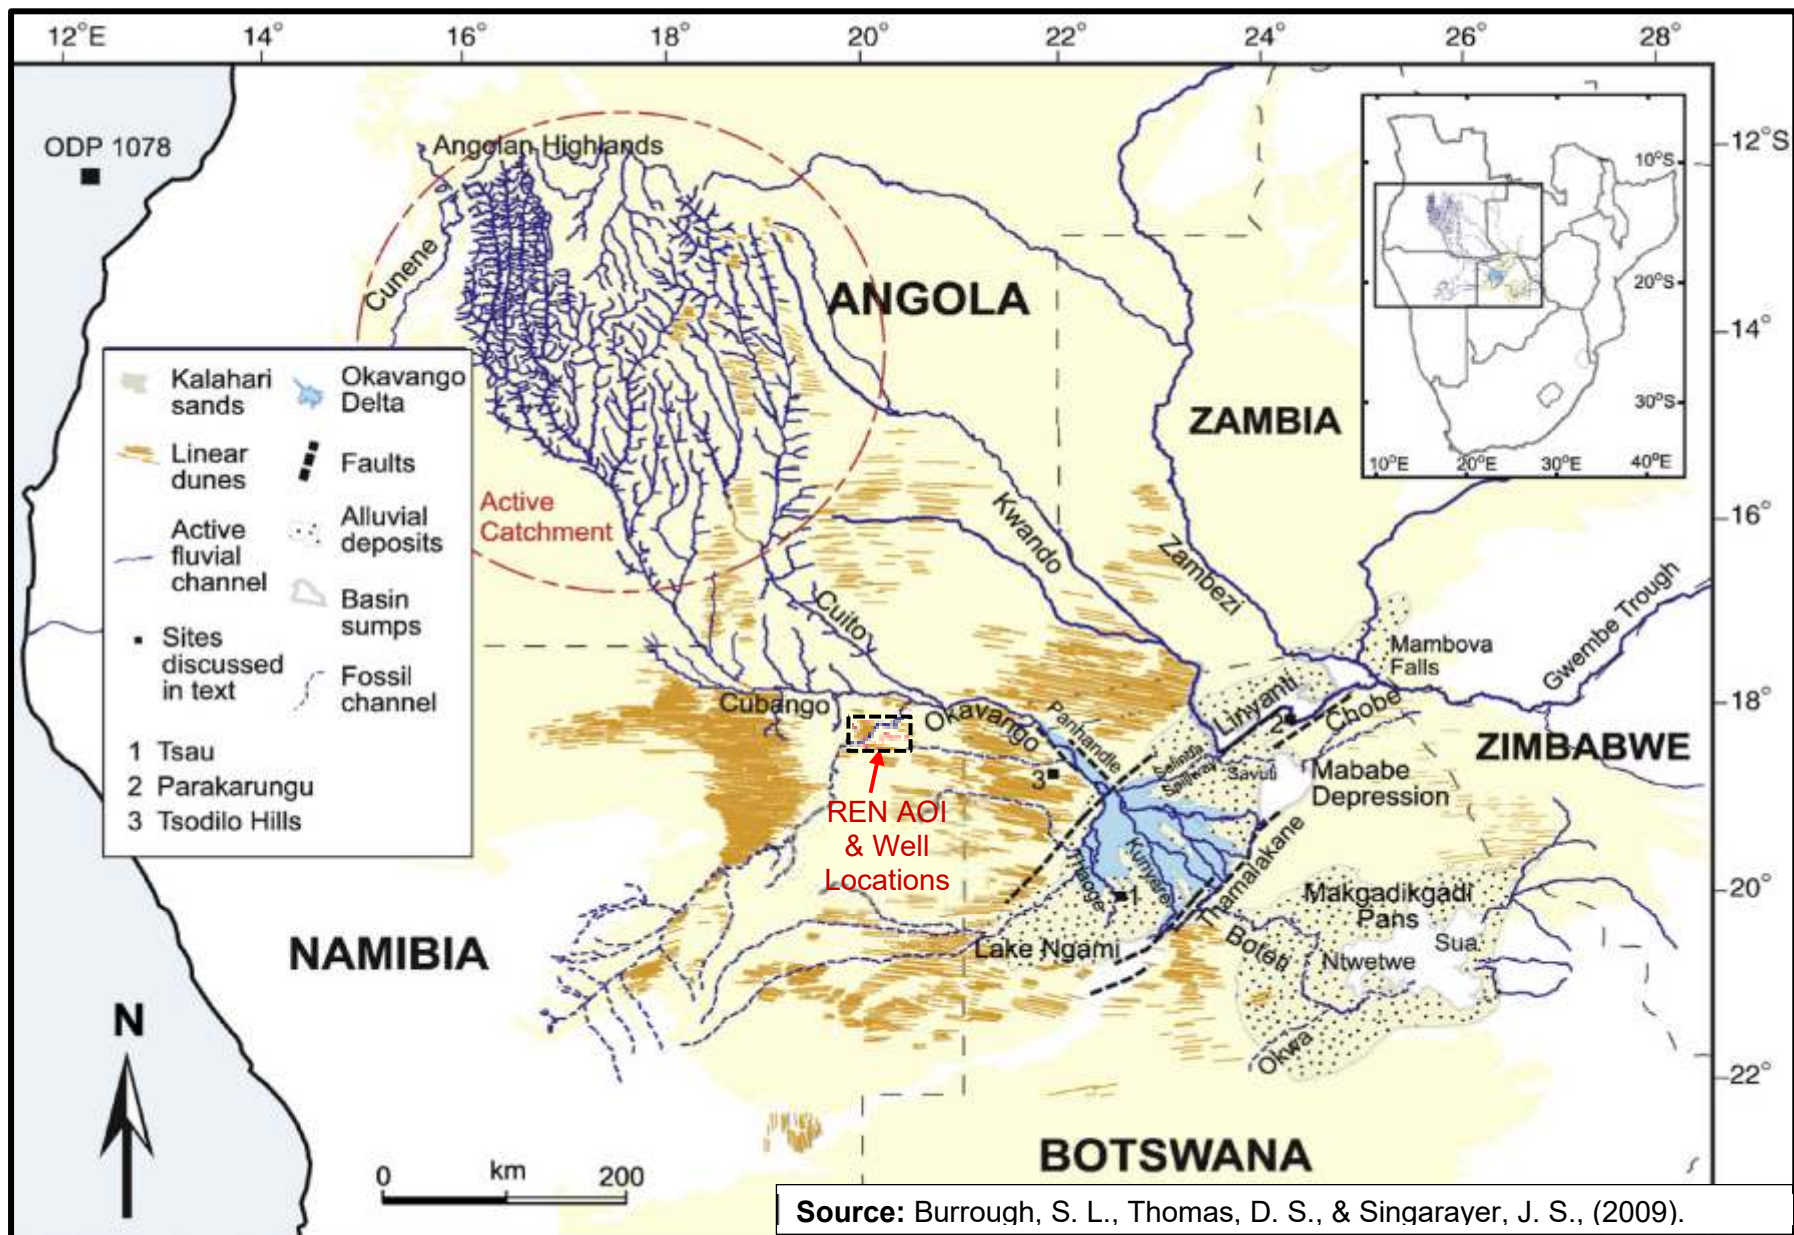 12°E 14° 16° 18° 20° 22° 24° 26° 28°
ODP 1078
Angolan Highlands
12°S
10°S
20°S
30°S
10°E 20°E 30°E 40°E
Cunene
ANGOLA
14°
ZAMBIA
Kalahari
sands
Okavango
Delta
Linear
dunes
Faults
Active
fluvial
channel
Alluvial
deposits
Basin
sumps
Sites
discussed
in text
Fossil
channel
1 Tsau
2 Parakarungu
3 Tsodilo Hills
Active
Catchment
16°
Kwando
Zambezi
Cuito
Gwembe Trough
Mambova
Falls
Linyanti
Chobe
2
18°
Cubango
Okavango
Panhandle
Selinda
Spillway
Savuti
ZIMBABWE
Mababe
Depression
3
REN AOI
& Well
Locations
Thaoge
Kunyere
Thamalakane
1
20°
Makgadikgadi
Pans
Sua
Ntwetwe
Boteti
Lake Ngami
NAMIBIA
Okwa
22°
N
BOTSWANA
0 km 200
Source: Burrough, S. L., Thomas, D. S., & Singarayer, J. S., (2009).